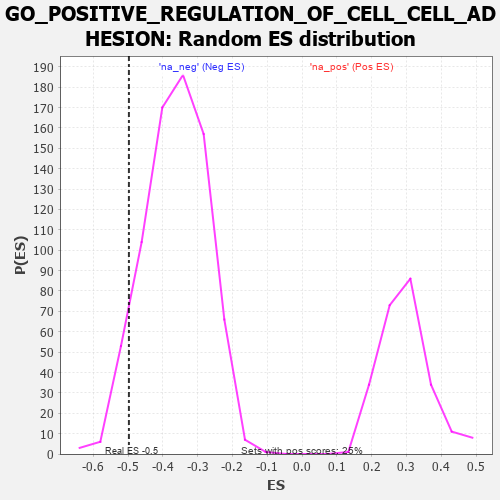 GO_POSITIVE_REGULATION_OF_CELL_CELL_AD
HESION: Random ES distribution
'na_neg' (Neg ES) 'na_pos' (Pos ES)
190
180
170
160
150
140
130
120
110
100
90
80
70
60
50
40
30
20
10
0
P(ES)
Real ES -0.5 Sets with pos scores: 25%
-0.6 -0.5 -0.4 -0.3 -0.2 -0.1 0.0 0.1 0.2 0.3 0.4 0.5
ES